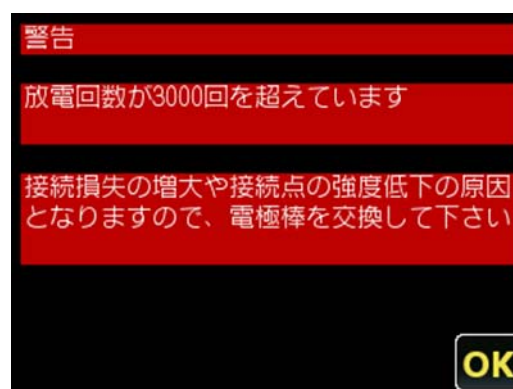 警告
放電回数が3000回を超えています
接続損失の増大や接続点の強度低下の原因
となりますので、電極棒を交換して下さい
OK